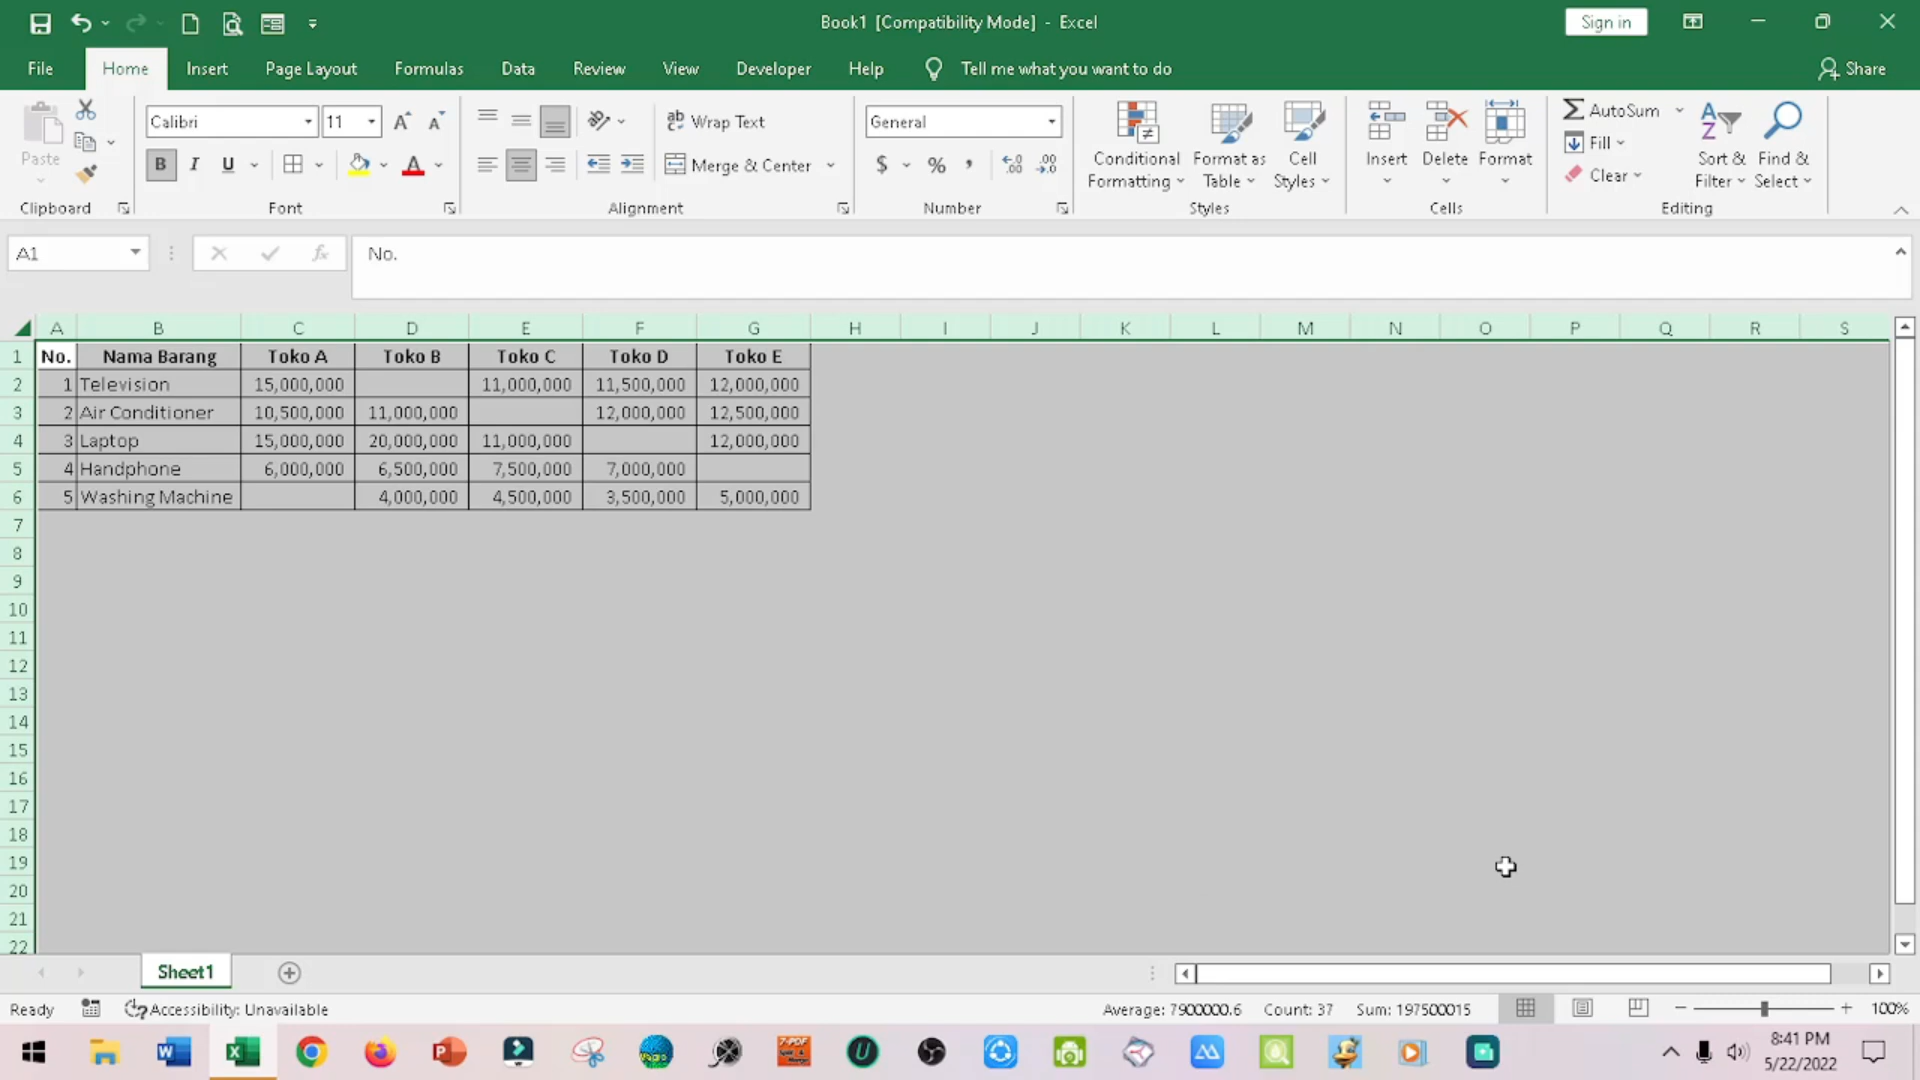 Book1 [Compatibility Mode] - Excel
Sign in
File Home Insert Page Layout Formulas Data Review View Developer Help Tell me what you want to do Share
Paste
Clipboard
Calibri 11
B I U A
Font
Wrap Text
Merge & Center
Alignment
General
$ % ,
Number
Conditional Formatting
Format as Table
Cell Styles
Styles
Insert Delete Format
Cells
AutoSum
Fill
Clear
Sort & Filter
Find & Select
Editing
A1 fx No.
A B C D E F G H I J K L M N O P Q R S
1 No. Nama Barang Toko A Toko B Toko C Toko D Toko E
2 1 Television 15,000,000 11,000,000 11,500,000 12,000,000
3 2 Air Conditioner 10,500,000 11,000,000 12,000,000 12,500,000
4 3 Laptop 15,000,000 20,000,000 11,000,000 12,000,000
5 4 Handphone 6,000,000 6,500,000 7,500,000 7,000,000
6 5 Washing Machine 4,000,000 4,500,000 3,500,000 5,000,000
7
8
9
10
11
12
13
14
15
16
17
18
19
20
21
22
Sheet1
Ready Accessibility: Unavailable Average: 7900000.6 Count: 37 Sum: 197500015 100%
8:41 PM
5/22/2022